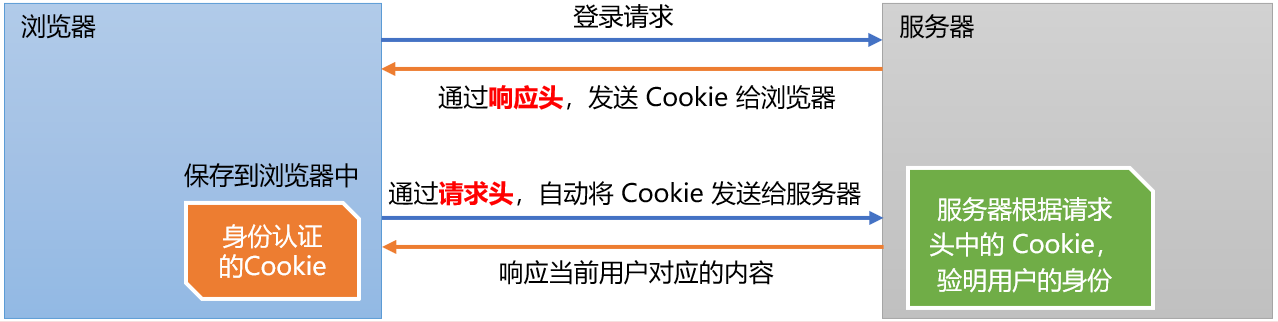 浏览器
登录请求
服务器
通过响应头，发送 Cookie 给浏览器
保存到浏览器中
通过请求头，自动将 Cookie 发送给服务器
身份认证
的Cookie
服务器根据请求
头中的 Cookie，
验明用户的身份
响应当前用户对应的内容